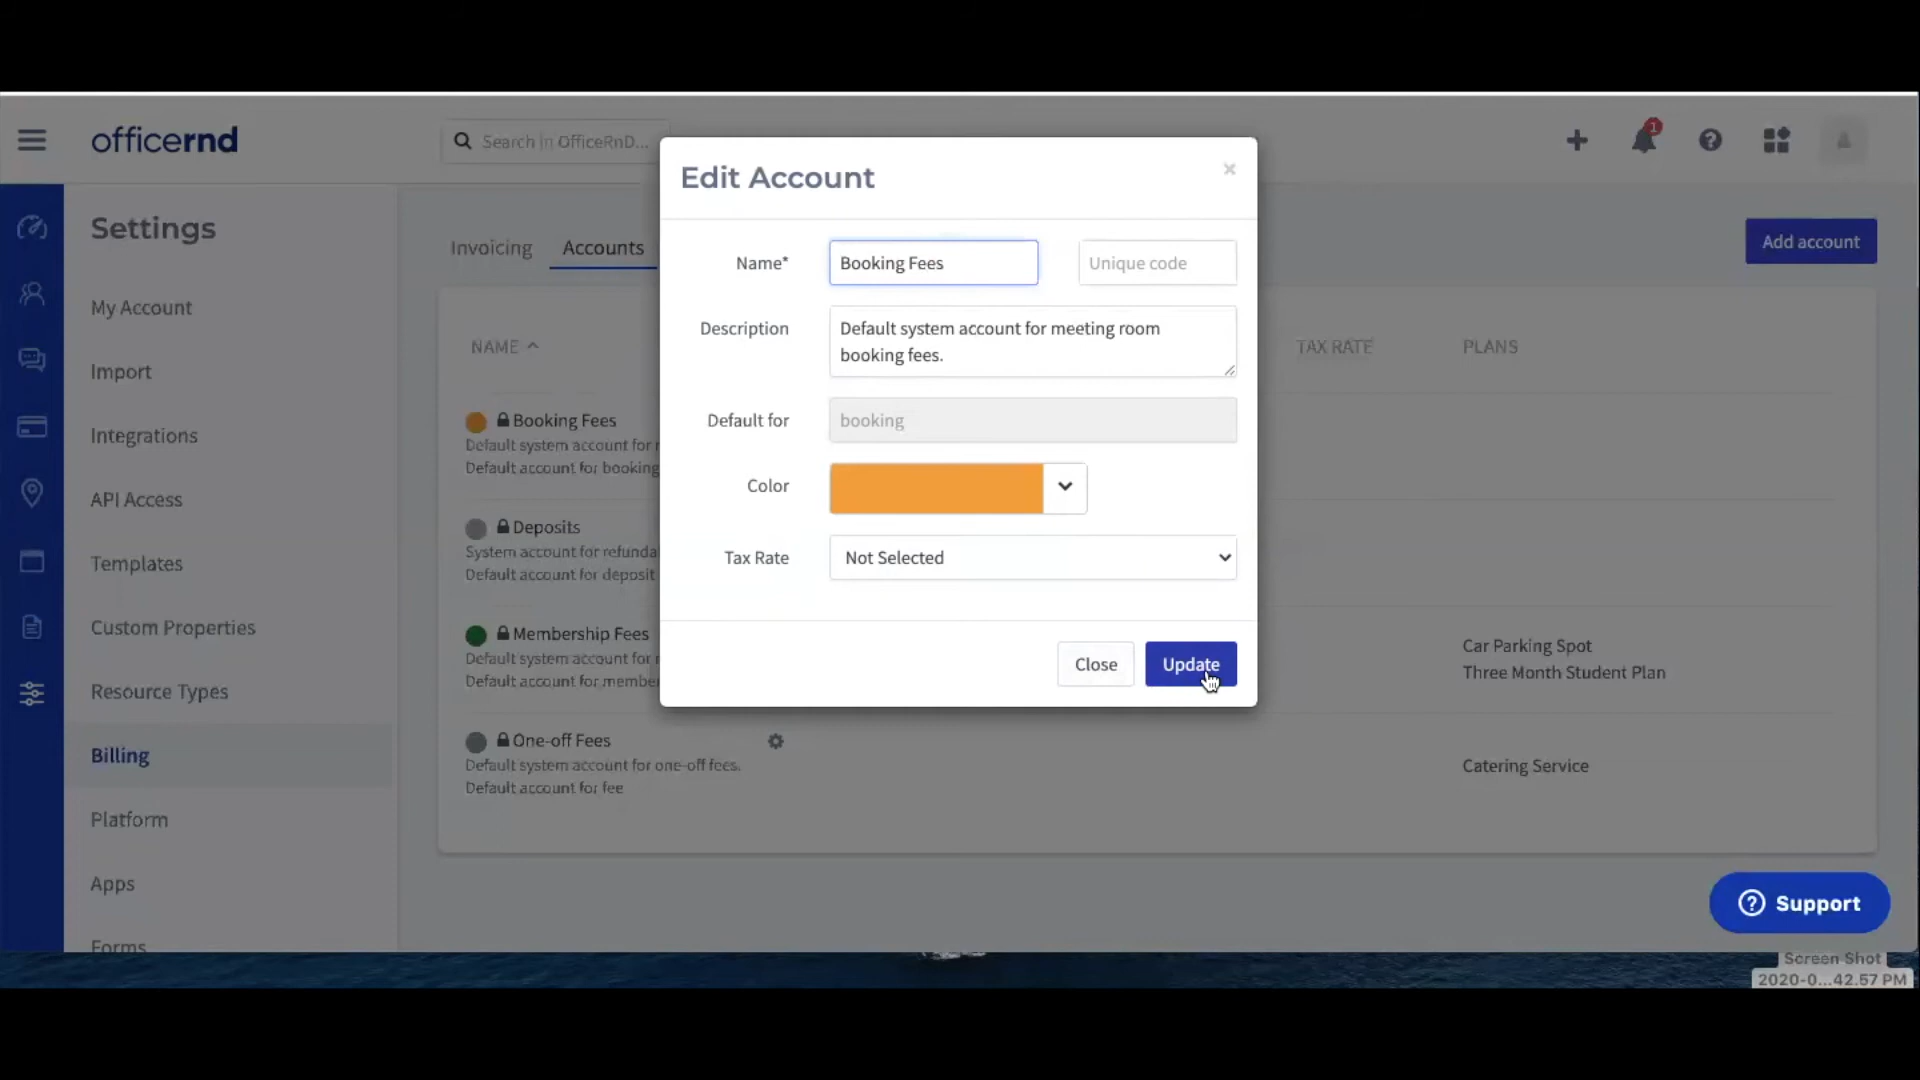 officernd
Search in OfficeRnD...
1
Settings
My Account
Import
Integrations
API Access
Templates
Custom Properties
Resource Types
Billing
Platform
Apps
Forms
Invoicing
Accounts
Add account
NAME
TAX RATE
PLANS
Booking Fees
Default system account for
Default account for booking
Deposits
System account for refunda
Default account for deposit
Membership Fees
Default system account for
Default account for membe
Car Parking Spot
Three Month Student Plan
One-off Fees
Default system account for one-off fees.
Default account for fee
Catering Service
Edit Account
×
Name*
Booking Fees
Unique code
Description
Default system account for meeting room
booking fees.
Default for
booking
Color
Tax Rate
Not Selected
Close
Update
? Support
Screen Shot
2020-0...42.57 PM